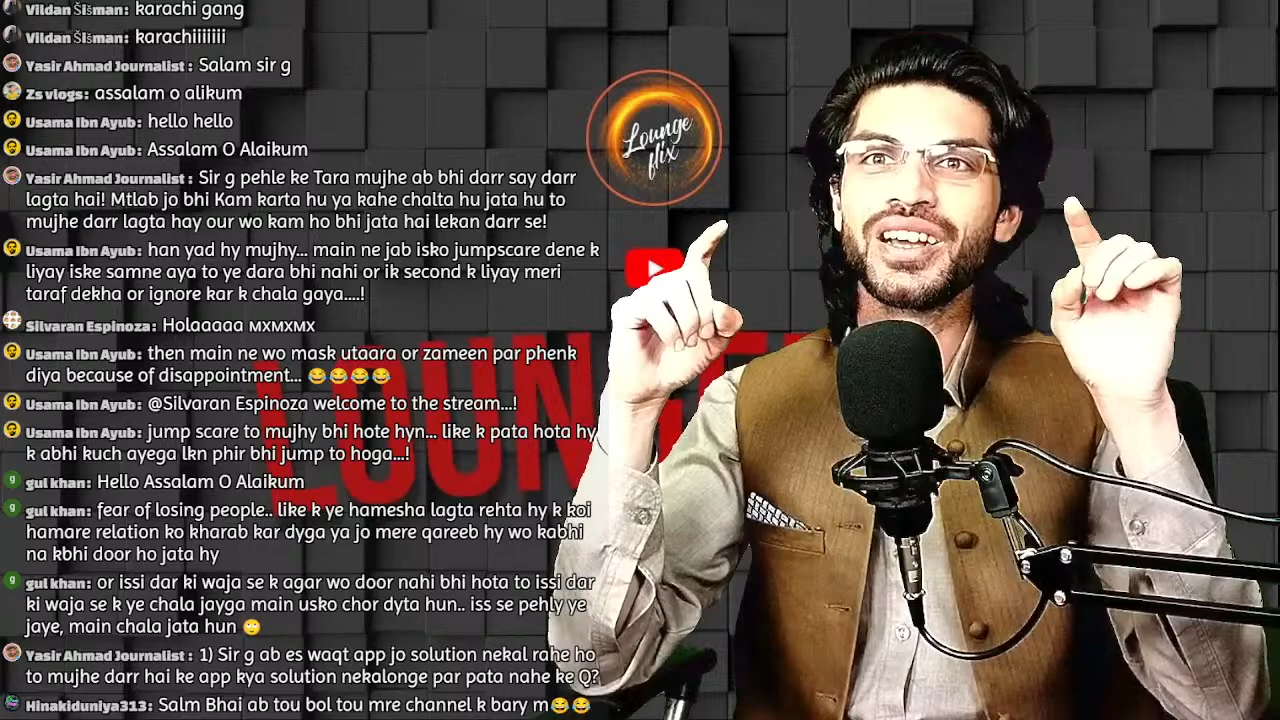 Vildan ŠIšman: karachi gang
Vildan ŠIšman: karachiiiiiii
Yasir Ahmad Journalist : Salam sir g
Zs vlogs: assalam o alikum
Usama Ibn Ayub: hello hello
Usama Ibn Ayub: Assalam O Alaikum
Yasir Ahmad Journalist : Sir g pehle ke Tara mujhe ab bhi darr say darr
lagta hai! Mtlab jo bhi Kam karta hu ya kahe chalta hu jata hu to
mujhe darr lagta hay our wo kam ho bhi jata hai lekan darr se!
Usama Ibn Ayub: han yad hy mujhy... main ne jab isko jumpscare dene k
liyay iske samne aya to ye dara bhi nahi or ik second k liyay meri
taraf dekha or ignore kar k chala gaya....!
Silvaran Espinoza: Holaaaaa мxмxмx
Usama Ibn Ayub: then main ne wo mask utaara or zameen par phenk
diya because of disappointment... 😂😂😂😂
Usama Ibn Ayub: @Silvaran Espinoza welcome to the stream...!
Usama Ibn Ayub: jump scare to mujhy bhi hote hyn... like k pata hota hy
k abhi kuch ayega lkn phir bhi jump to hoga...!
gul khan: Hello Assalam O Alaikum
gul khan: fear of losing people.. like k ye hamesha lagta rehta hy k koi
hamare relation ko kharab kar dyga ya jo mere qareeb hy wo kabhi
na kbhi door ho jata hy
gul khan: or issi dar ki waja se k agar wo door nahi bhi hota to issi dar
ki waja se k ye chala jayga main usko chor dyta hun.. iss se pehly ye
jaye, main chala jata hun 🙄
Yasir Ahmad Journalist : 1) Sir g ab es waqt app jo solution nekal rahe ho
to mujhe darr hai ke app kya solution nekalonge par pata nahe ke Q?
Hinakiduniya313: Salm Bhai ab tou bol tou mre channel k bary m😂😂
Lounge
flix